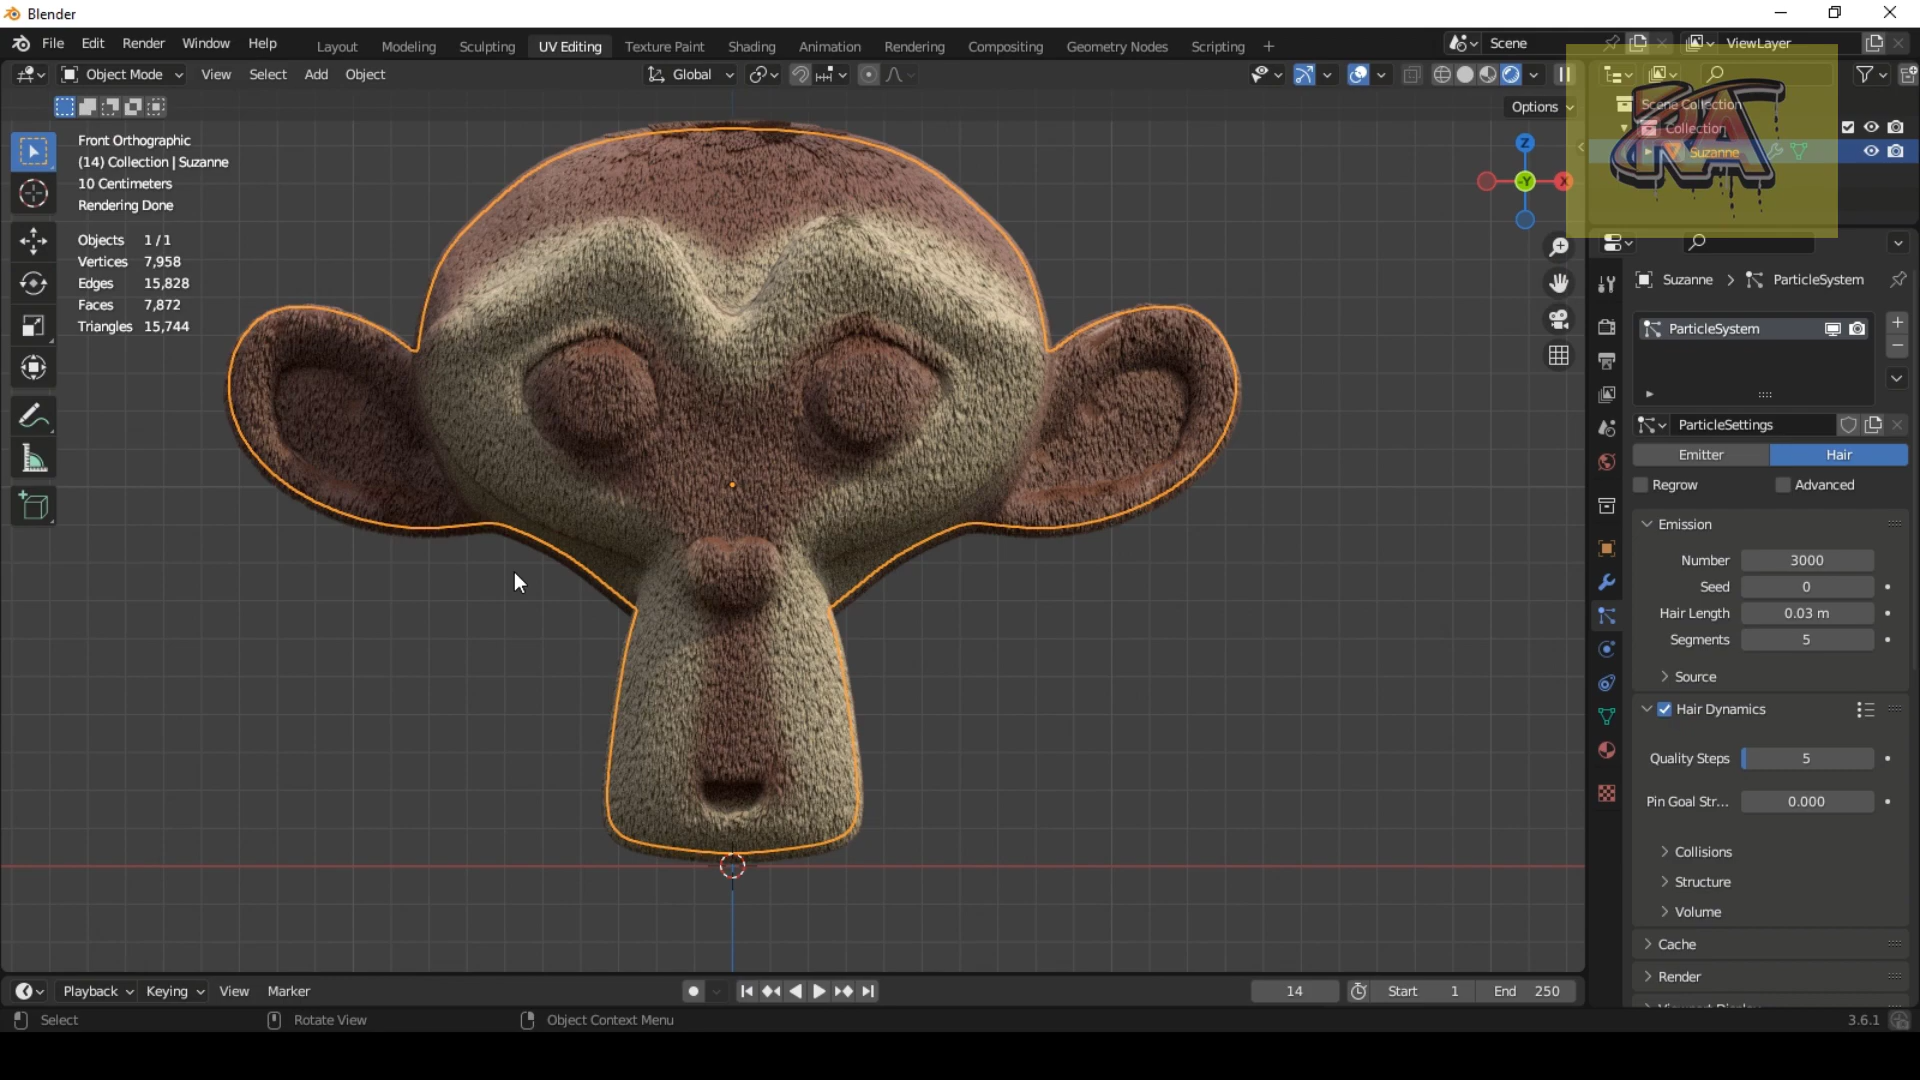 Blender
File Edit Render Window Help Layout Modeling Sculpting UV Editing Texture Paint Shading Animation Rendering Compositing Geometry Nodes Scripting + Scene ViewLayer
Object Mode View Select Add Object Global
Options
Front Orthographic
(14) Collection | Suzanne
10 Centimeters
Rendering Done
Objects 1/1
Vertices 7,958
Edges 15,828
Faces 7,872
Triangles 15,744
Z
-Y
X
Scene Collection
Collection
Suzanne
RA
Suzanne > ParticleSystem
ParticleSystem
ParticleSettings
Emitter Hair
Regrow Advanced
Emission
Number 3000
Seed 0
Hair Length 0.03 m
Segments 5
Source
Hair Dynamics
Quality Steps 5
Pin Goal Str... 0.000
Collisions
Structure
Volume
Cache
Render
Playback Keying View Marker 14 Start 1 End 250
Select Rotate View Object Context Menu 3.6.1